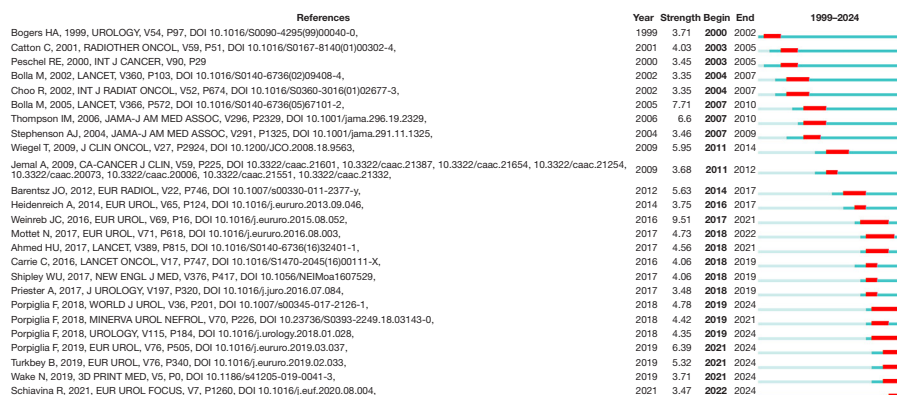 References Year Strength Begin End 1999–2024
Bogers HA, 1999, UROLOGY, V54, P97, DOI 10.1016/S0090-4295(99)00040-0, 1999 3.71 2000 2002
Catton C, 2001, RADIOTHER ONCOL, V59, P51, DOI 10.1016/S0167-8140(01)00302-4, 2001 4.03 2003 2005
Peschel RE, 2000, INT J CANCER, V90, P29 2000 3.45 2003 2005
Bolla M, 2002, LANCET, V360, P103, DOI 10.1016/S0140-6736(02)09408-4, 2002 3.35 2004 2007
Choo R, 2002, INT J RADIAT ONCOL, V52, P674, DOI 10.1016/S0360-3016(01)02677-3, 2002 3.35 2004 2007
Bolla M, 2005, LANCET, V366, P572, DOI 10.1016/S0140-6736(05)67101-2, 2005 7.71 2007 2010
Thompson IM, 2006, JAMA-J AM MED ASSOC, V296, P2329, DOI 10.1001/jama.296.19.2329, 2006 6.6 2007 2010
Stephenson AJ, 2004, JAMA-J AM MED ASSOC, V291, P1325, DOI 10.1001/jama.291.11.1325, 2004 3.46 2007 2009
Wiegel T, 2009, J CLIN ONCOL, V27, P2924, DOI 10.1200/JCO.2008.18.9563, 2009 5.95 2011 2014
Jemal A, 2009, CA-CANCER J CLIN, V59, P225, DOI 10.3322/caac.21601, 10.3322/caac.21387, 10.3322/caac.21654, 10.3322/caac.21254,
10.3322/caac.20073, 10.3322/caac.20006, 10.3322/caac.21551, 10.3322/caac.21332, 2009 3.68 2011 2012
Barentsz JO, 2012, EUR RADIOL, V22, P746, DOI 10.1007/s00330-011-2377-y, 2012 5.63 2014 2017
Heidenreich A, 2014, EUR UROL, V65, P124, DOI 10.1016/j.eururo.2013.09.046, 2014 3.75 2016 2017
Weinreb JC, 2016, EUR UROL, V69, P16, DOI 10.1016/j.eururo.2015.08.052, 2016 9.51 2017 2021
Mottet N, 2017, EUR UROL, V71, P618, DOI 10.1016/j.eururo.2016.08.003, 2017 4.73 2018 2022
Ahmed HU, 2017, LANCET, V389, P815, DOI 10.1016/S0140-6736(16)32401-1, 2017 4.56 2018 2021
Carrie C, 2016, LANCET ONCOL, V17, P747, DOI 10.1016/S1470-2045(16)00111-X, 2016 4.06 2018 2019
Shipley WU, 2017, NEW ENGL J MED, V376, P417, DOI 10.1056/NEIMoa1607529, 2017 4.06 2018 2019
Priester A, 2017, J UROLOGY, V197, P320, DOI 10.1016/j.juro.2016.07.084, 2017 3.48 2018 2019
Porpiglia F, 2018, WORLD J UROL, V36, P201, DOI 10.1007/s00345-017-2126-1, 2018 4.78 2019 2024
Porpiglia F, 2018, MINERVA UROL NEFROL, V70, P226, DOI 10.23736/S0393-2249.18.03143-0, 2018 4.42 2019 2021
Porpiglia F, 2018, UROLOGY, V115, P184, DOI 10.1016/j.urology.2018.01.028, 2018 4.35 2019 2024
Porpiglia F, 2019, EUR UROL, V76, P505, DOI 10.1016/j.eururo.2019.03.037, 2019 6.39 2021 2024
Turkbey B, 2019, EUR UROL, V76, P340, DOI 10.1016/j.eururo.2019.02.033, 2019 5.32 2021 2024
Wake N, 2019, 3D PRINT MED, V5, P0, DOI 10.1186/s41205-019-0041-3, 2019 3.71 2021 2024
Schiavina R, 2021, EUR UROL FOCUS, V7, P1260, DOI 10.1016/j.euf.2020.08.004, 2021 3.47 2022 2024